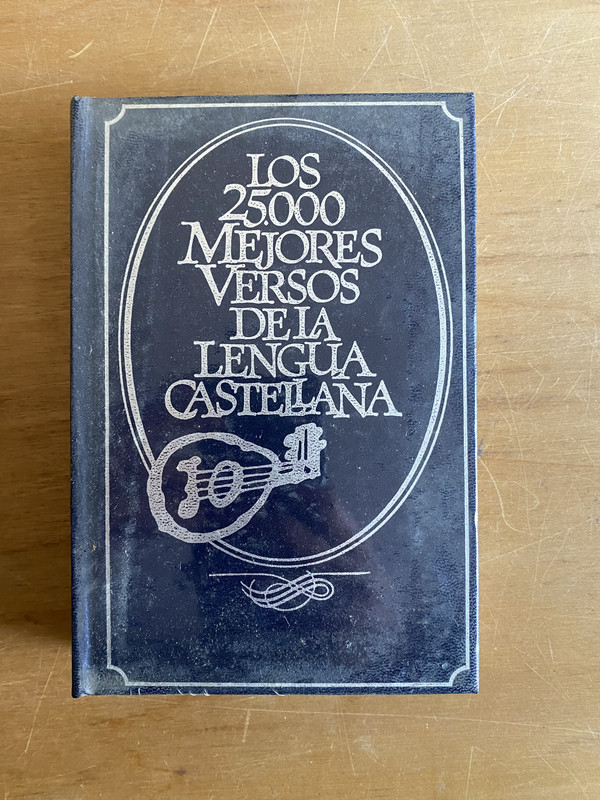 LOS
25.000
MEJORES
VERSOS
DE LA
LENGUA
CASTELLANA